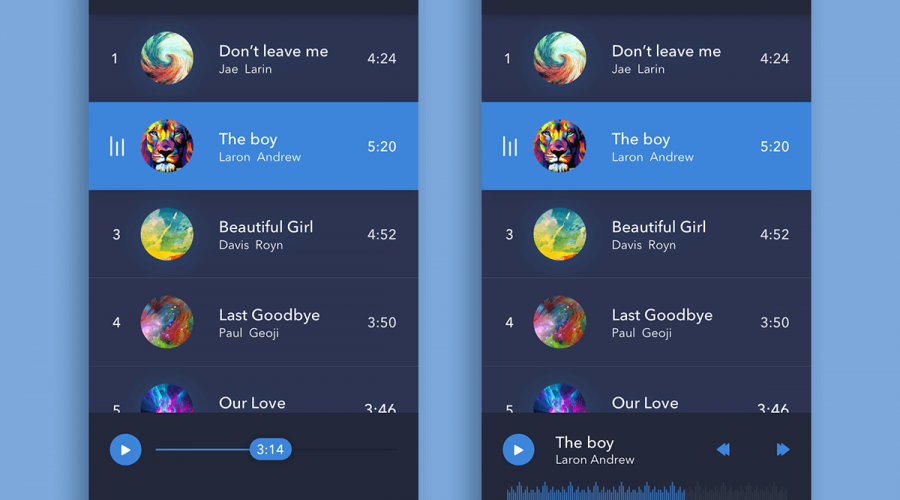 1
Don't leave me
Jae Larin
4:24
The boy
Laron Andrew
5:20
3
Beautiful Girl
Davis Royn
4:52
4
Last Goodbye
Paul Geoji
3:50
5
Our Love
3:46
3:14
1
Don't leave me
Jae Larin
4:24
The boy
Laron Andrew
5:20
3
Beautiful Girl
Davis Royn
4:52
4
Last Goodbye
Paul Geoji
3:50
5
Our Love
3:46
The boy
Laron Andrew